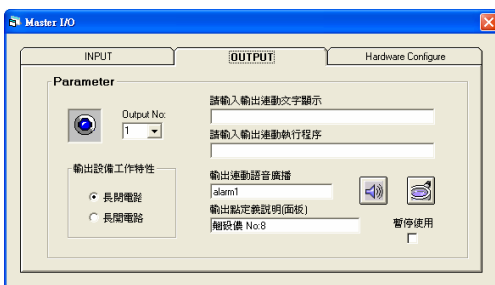 Master I/O
INPUT
OUTPUT
Hardware Configure
Parameter
Output No:
1
請輸入輸出連動文字顯示
請輸入輸出連動執行程序
輸出設備工作特性
長閉電路
長開電路
輸出連動語音廣播
alarm1
輸出點定義說明(面板)
No:8
暫停使用